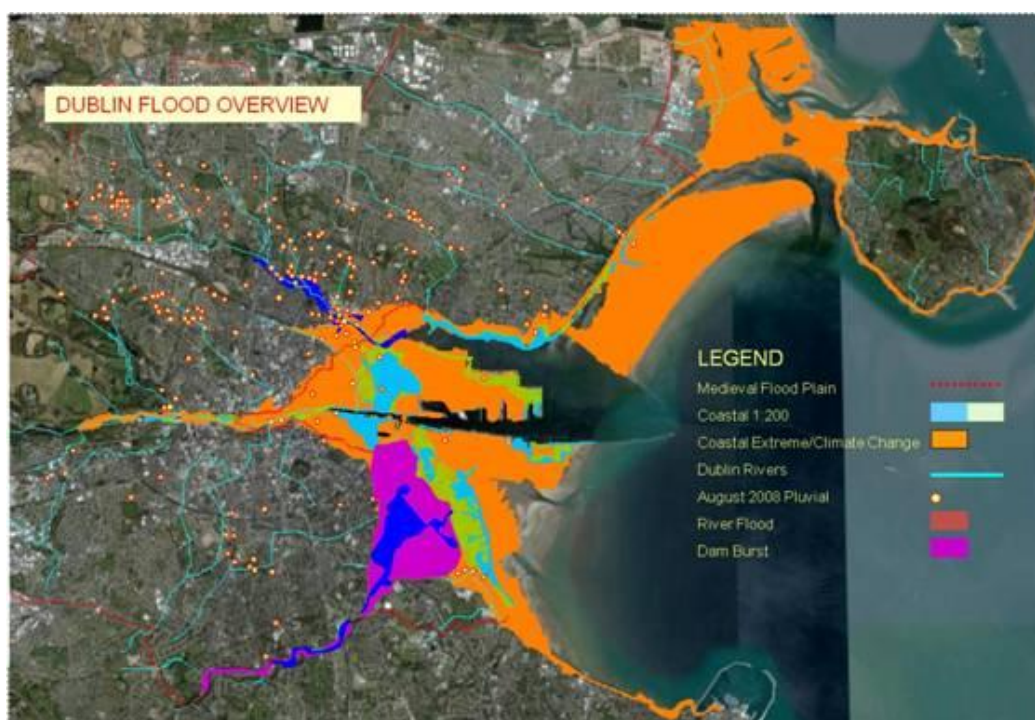 DUBLIN FLOOD OVERVIEW
LEGEND
Medieval Flood Plain
Coastal 1:200
Coastal Extreme/Climate Change
Dublin Rivers
August 2008 Pluvial
River Flood
Dam Burst